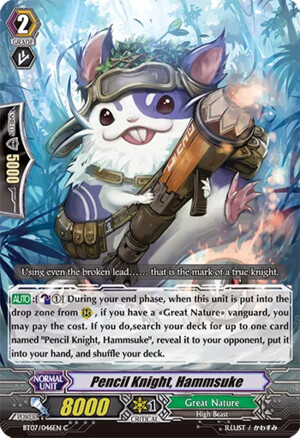 2
GRADE
5000
SHIELD
Using even the broken lead...... that is the mark of a true knight.
AUTO : 1 During your end phase, when this unit is put into the
drop zone from R , if you have a «Great Nature» vanguard, you
may pay the cost. If you do,search your deck for up to one card
named "Pencil Knight, Hammsuke", reveal it to your opponent, put it
into your hand, and shuffle your deck.
NORMAL
UNIT
Pencil Knight, Hammsuke
POWER
8000
1
CRITICAL
Great Nature
High Beast
BT07/046EN C
ILLUST / かわすみ